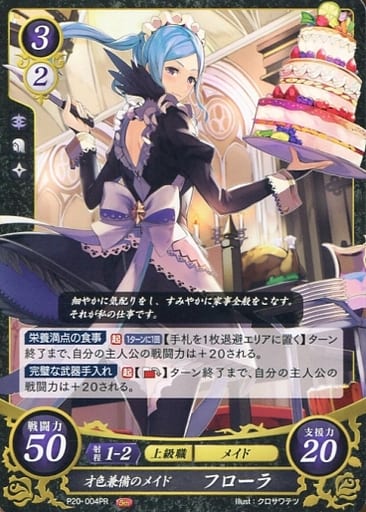 3
2
細やかに気配りをし、すみやかに家事全般をこなす。
それが私の仕事です。
栄養満点の食事 起 1ターンに1回 【手札を1枚退避エリアに置く】ターン
終了まで、自分の主人公の戦闘力は+20される。
完璧な武器手入れ 起 【】ターン終了まで、自分の主人公の
戦闘力は+20される。
戦闘力
50
射程 1-2 上級職 メイド
支援力
20
才色兼備のメイド フローラ
P20-004PR Illust:クロサワテツ